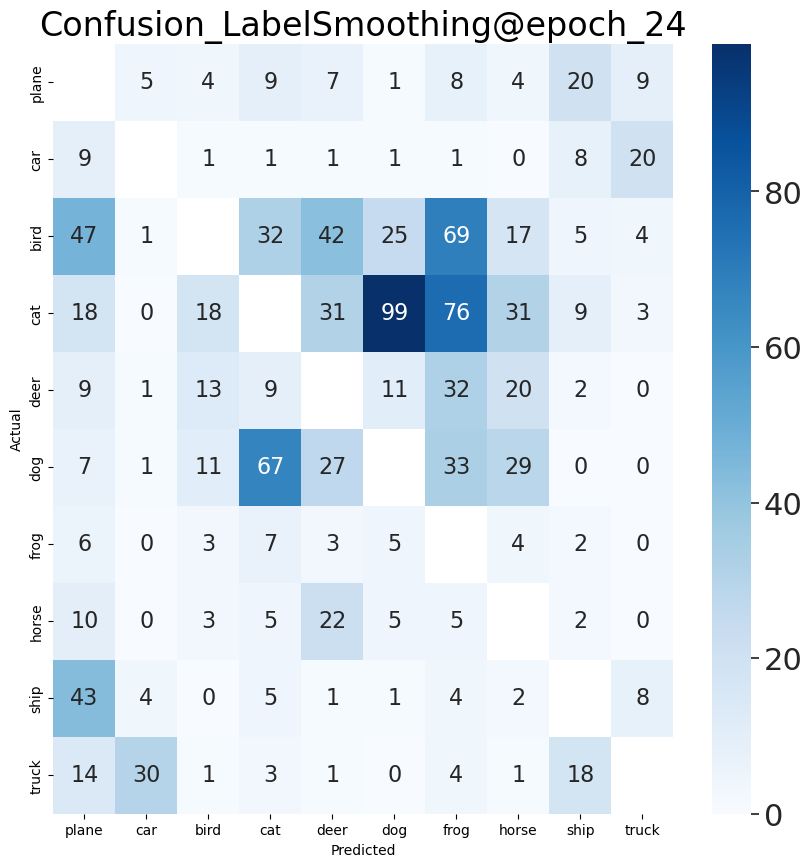 Confusion_LabelSmoothing@epoch_24
plane 5 4 9 7 1 8 4 20 9
car 9 1 1 1 1 1 0 8 20
bird 47 1 32 42 25 69 17 5 4
cat 18 0 18 31 99 76 31 9 3
deer 9 1 13 9 11 32 20 2 0
dog 7 1 11 67 27 33 29 0 0
frog 6 0 3 7 3 5 4 2 0
horse 10 0 3 5 22 5 5 2 0
ship 43 4 0 5 1 1 4 2 8
truck 14 30 1 3 1 0 4 1 18
plane car bird cat deer dog frog horse ship truck
Predicted
Actual
80
60
40
20
0